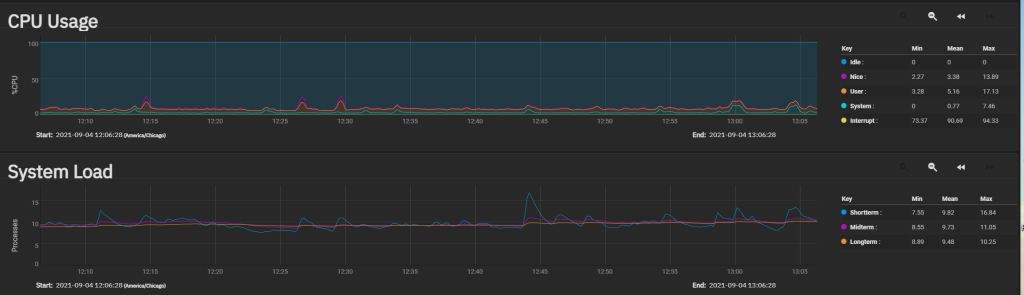 CPU Usage
100
50
0
%CPU
12:10 12:15 12:20 12:25 12:30 12:35 12:40 12:45 12:50 12:55 13:00 13:05
Start: 2021-09-04 12:06:28 (America/Chicago) End: 2021-09-04 13:06:28
Key Min Mean Max
Idle : 0 0 0
Nice : 2.27 3.38 13.89
User : 3.28 5.16 17.13
System : 0 0.77 7.46
Interrupt : 73.37 90.69 94.33
System Load
15
10
5
0
Processes
12:10 12:15 12:20 12:25 12:30 12:35 12:40 12:45 12:50 12:55 13:00 13:05
Start: 2021-09-04 12:06:28 (America/Chicago) End: 2021-09-04 13:06:28
Key Min Mean Max
Shortterm : 7.55 9.82 16.84
Midterm : 8.55 9.73 11.05
Longterm : 8.89 9.48 10.25